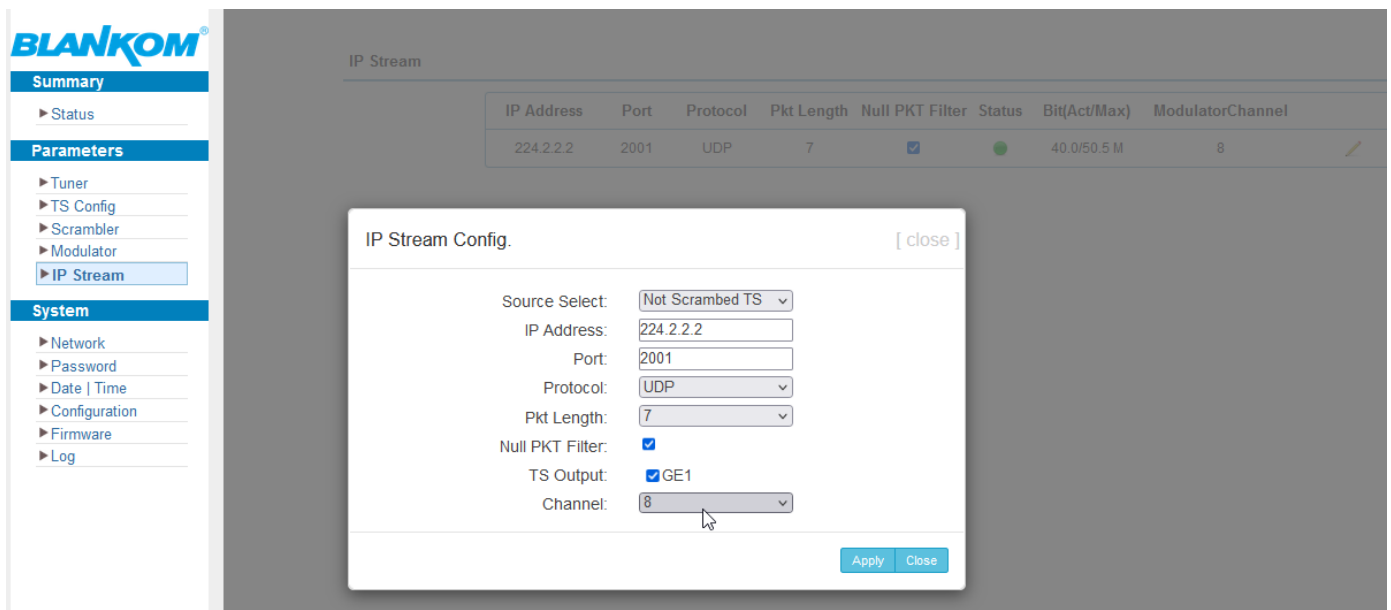 BLANKOM®
Summary
Status
Parameters
Tuner
TS Config
Scrambler
Modulator
IP Stream
System
Network
Password
Date | Time
Configuration
Firmware
Log
IP Stream
IP Address Port Protocol Pkt Length Null PKT Filter Status Bit(Act/Max) ModulatorChannel
224.2.2.2 2001 UDP 7 40.0/50.5 M 8
IP Stream Config. [ close ]
Source Select: Not Scrambed TS
IP Address: 224.2.2.2
Port: 2001
Protocol: UDP
Pkt Length: 7
Null PKT Filter:
TS Output: GE1
Channel: 8
Apply Close